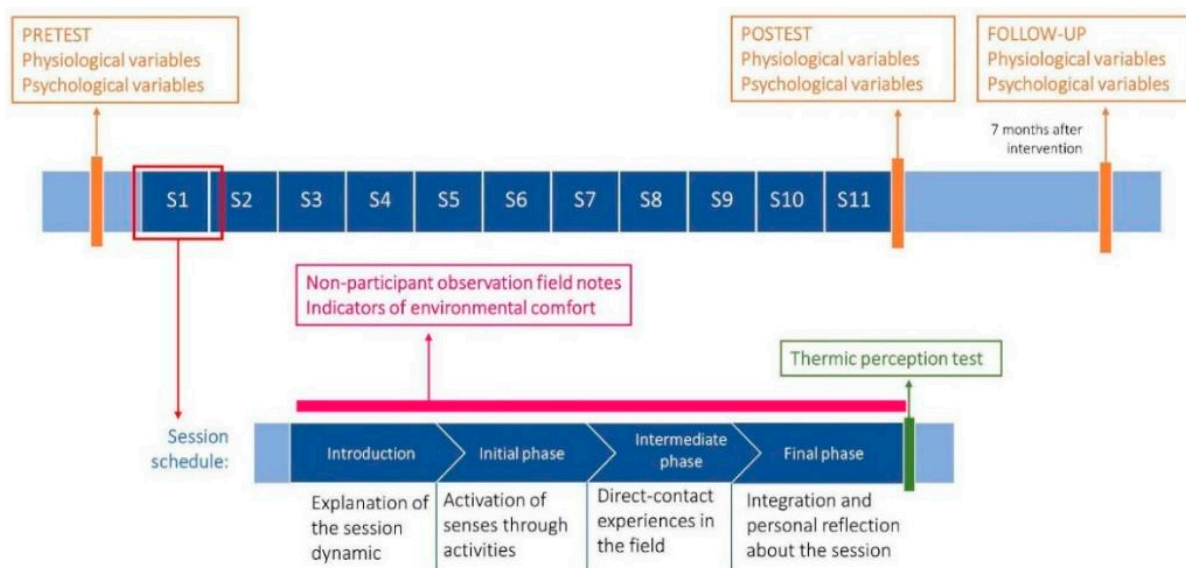 PRETEST
Physiological variables
Psychological variables
POSTEST
Physiological variables
Psychological variables
FOLLOW-UP
Physiological variables
Psychological variables
7 months after
intervention
S1
S2
S3
S4
S5
S6
S7
S8
S9
S10
S11
Non-participant observation field notes
Indicators of environmental comfort
Thermic perception test
Session
schedule:
Introduction
Initial phase
Intermediate
phase
Final phase
Explanation of
the session
dynamic
Activation of
senses through
activities
Direct-contact
experiences in
the field
Integration and
personal reflection
about the session